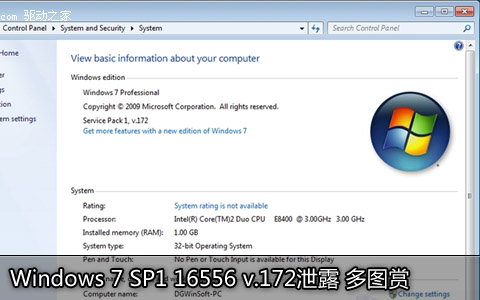 .com 驱动之家
Control Panel ▸ System and Security ▸ System
Search Control Panel
Home
View basic information about your computer
Windows edition
Windows 7 Professional
Copyright © 2009 Microsoft Corporation. All rights reserved.
Service Pack 1, v.172
Get more features with a new edition of Windows 7
em settings
System
Rating: System rating is not available
Processor: Intel(R) Core(TM)2 Duo CPU E8400 @ 3.00GHz 3.00 GHz
Installed memory (RAM): 1.00 GB
System type: 32-bit Operating System
Pen and Touch: No Pen or Touch Input is available for this Display
Windows 7 SP1 16556 v.172泄露 多图赏
Computer name: DGWinSoft-PC